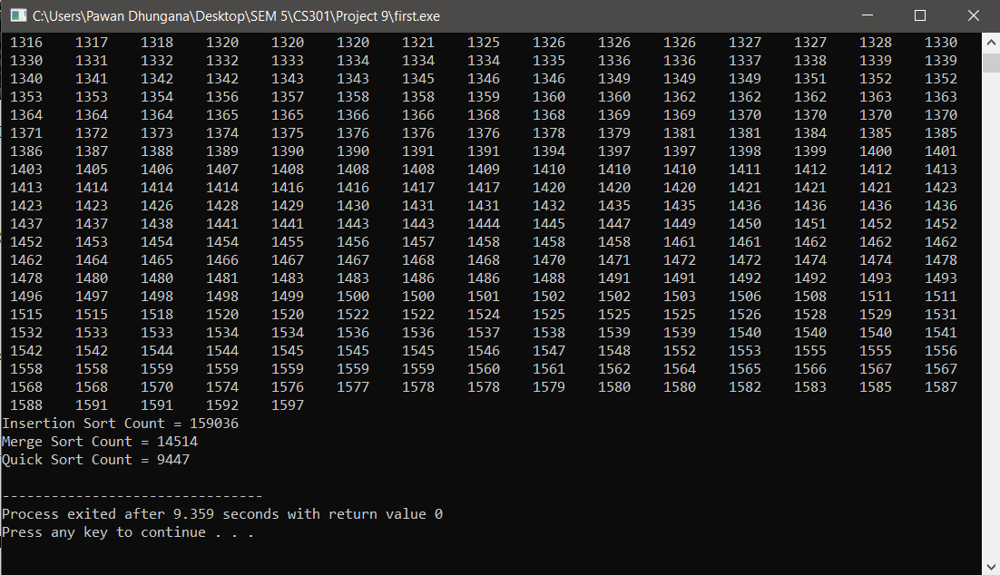 C:\Users\Pawan Dhungana\Desktop\SEM 5\CS301\Project 9\first.exe
1316 1317 1318 1320 1320 1320 1321 1325 1326 1326 1326 1327 1327 1328 1330
1330 1331 1332 1332 1333 1334 1334 1334 1335 1336 1336 1337 1338 1339 1339
1340 1341 1342 1342 1343 1343 1345 1346 1346 1349 1349 1349 1351 1352 1352
1353 1353 1354 1356 1357 1358 1358 1359 1360 1360 1362 1362 1362 1363 1363
1364 1364 1364 1365 1365 1366 1366 1368 1368 1369 1369 1370 1370 1370 1370
1371 1372 1373 1374 1375 1376 1376 1376 1378 1379 1381 1381 1384 1385 1385
1386 1387 1388 1389 1390 1390 1391 1391 1394 1397 1397 1398 1399 1400 1401
1403 1405 1406 1407 1408 1408 1408 1409 1410 1410 1410 1411 1412 1412 1413
1413 1414 1414 1414 1416 1416 1417 1417 1420 1420 1420 1421 1421 1421 1423
1423 1423 1426 1428 1429 1430 1431 1431 1432 1435 1435 1436 1436 1436 1436
1437 1437 1438 1441 1441 1443 1443 1444 1445 1447 1449 1450 1451 1452 1452
1452 1453 1454 1454 1455 1456 1457 1458 1458 1458 1461 1461 1462 1462 1462
1462 1464 1465 1466 1467 1467 1468 1468 1470 1471 1472 1472 1474 1474 1478
1478 1480 1480 1481 1483 1483 1486 1486 1488 1491 1491 1492 1492 1493 1493
1496 1497 1498 1498 1499 1500 1500 1501 1502 1502 1503 1506 1508 1511 1511
1515 1515 1518 1520 1520 1522 1522 1524 1525 1525 1525 1526 1528 1529 1531
1532 1533 1533 1534 1534 1536 1536 1537 1538 1539 1539 1540 1540 1540 1541
1542 1542 1544 1544 1545 1545 1545 1546 1547 1548 1552 1553 1555 1555 1556
1558 1558 1559 1559 1559 1559 1559 1560 1561 1562 1564 1565 1566 1567 1567
1568 1568 1570 1574 1576 1577 1578 1578 1579 1580 1580 1582 1583 1585 1587
1588 1591 1591 1592 1597
Insertion Sort Count = 159036
Merge Sort Count = 14514
Quick Sort Count = 9447
--------------------------------
Process exited after 9.359 seconds with return value 0
Press any key to continue . . .